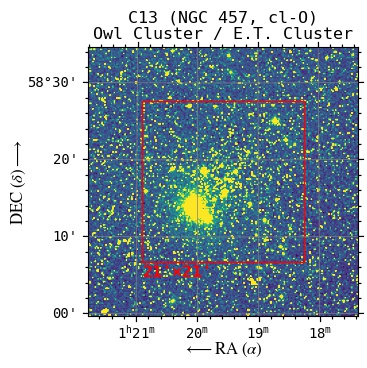 C13 (NGC 457, cl-O)
Owl Cluster / E.T. Cluster
58°30'
20'
10'
00'
DEC (δ) ⟶
21'×21'
1ʰ21ᵐ 20ᵐ 19ᵐ 18ᵐ
⟵ RA (α)